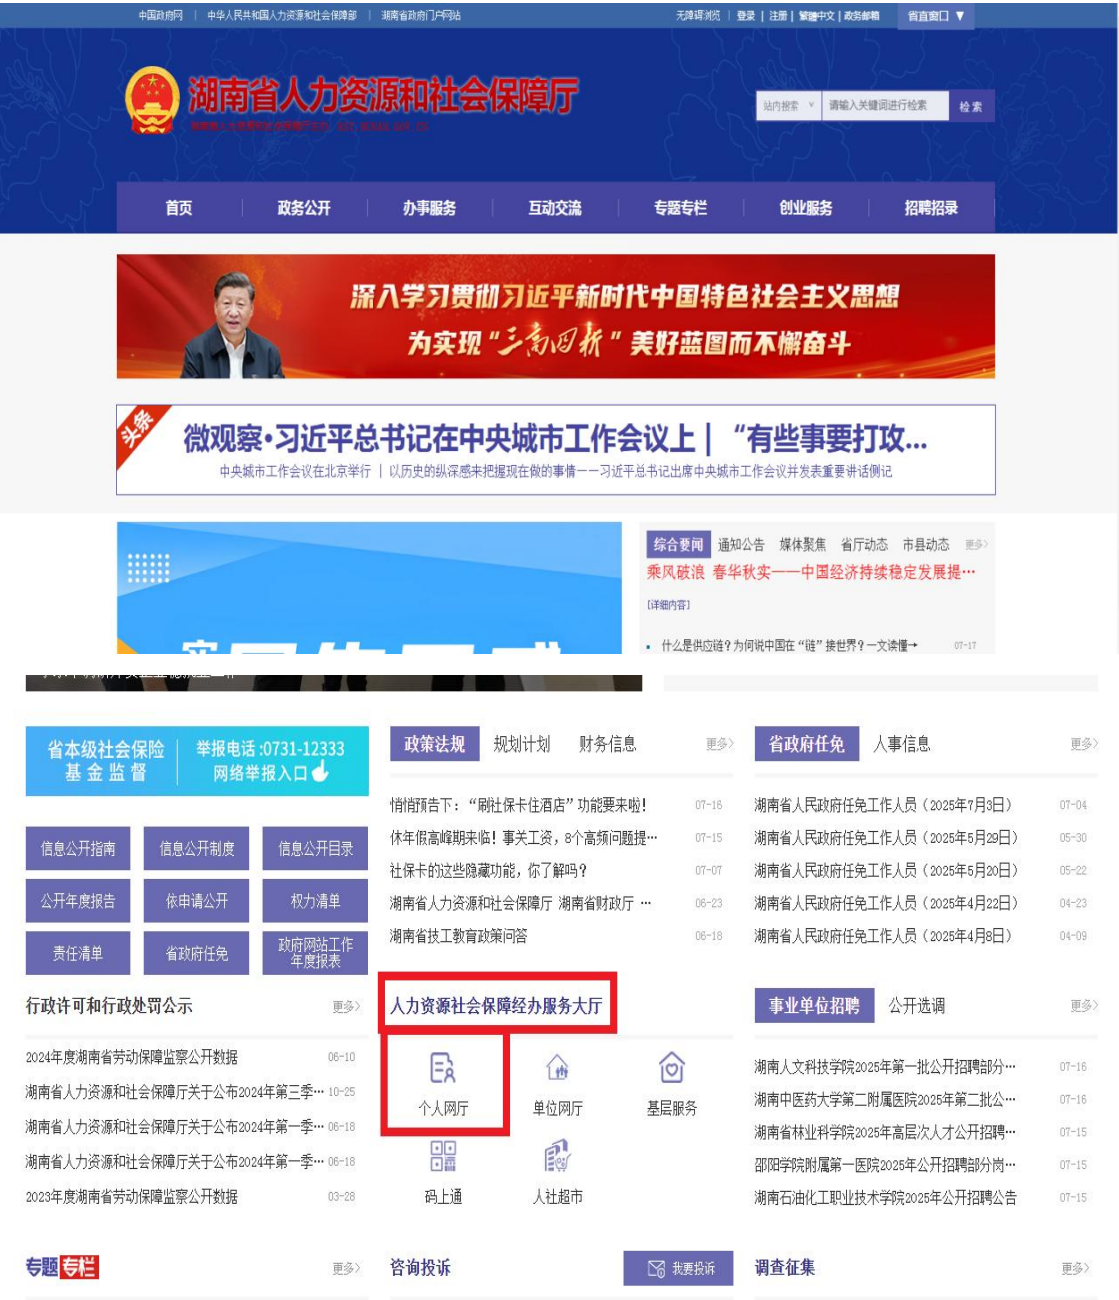 中国政府网 | 中华人民共和国人力资源和社会保障部 | 湖南省政府门户网站
无障碍浏览 | 登录 | 注册 | 繁體中文 | 政务邮箱 省直窗口 ▼
湖南省人力资源和社会保障厅
站内搜索 请输入关键词进行检索 检 索
首页 政务公开 办事服务 互动交流 专题专栏 创业服务 招聘招录
深入学习贯彻习近平新时代中国特色社会主义思想
为实现“三高四新”美好蓝图而不懈奋斗
头条
微观察·习近平总书记在中央城市工作会议上| “有些事要打攻...
中央城市工作会议在北京举行 | 以历史的纵深感来把握现在做的事情——习近平总书记出席中央城市工作会议并发表重要讲话侧记
综合要闻 通知公告 媒体聚焦 省厅动态 市县动态 更多>
乘风破浪 春华秋实——中国经济持续稳定发展提…
[详细内容]
什么是供应链？为何说中国在“链”接世界？一文读懂→ 07-17
省本级社会保险
基 金 监 督
举报电话:0731-12333
网络举报入口
信息公开指南 信息公开制度 信息公开目录
公开年度报告 依申请公开 权力清单
责任清单 省政府任免 政府网站工作
年度报表
政策法规 规划计划 财务信息 更多>
悄悄预告下：“刷社保卡住酒店”功能要来啦！ 07-16
休年假高峰期来临！事关工资，8个高频问题提… 07-15
社保卡的这些隐藏功能，你了解吗？ 07-07
湖南省人力资源和社会保障厅 湖南省财政厅 … 06-23
湖南省技工教育政策问答 06-18
省政府任免 人事信息 更多>
湖南省人民政府任免工作人员（2025年7月3日） 07-04
湖南省人民政府任免工作人员（2025年5月29日） 05-30
湖南省人民政府任免工作人员（2025年5月20日） 05-22
湖南省人民政府任免工作人员（2025年4月22日） 04-23
湖南省人民政府任免工作人员（2025年4月8日） 04-09
行政许可和行政处罚公示 更多>
2024年度湖南省劳动保障监察公开数据 06-10
湖南省人力资源和社会保障厅关于公布2024年第三季… 10-25
湖南省人力资源和社会保障厅关于公布2024年第一季… 06-18
湖南省人力资源和社会保障厅关于公布2024年第一季… 06-18
2023年度湖南省劳动保障监察公开数据 03-28
人力资源社会保障经办服务大厅
个人网厅 单位网厅 基层服务
码上通 人社超市
事业单位招聘 公开选调 更多>
湖南人文科技学院2025年第一批公开招聘部分… 07-16
湖南中医药大学第二附属医院2025年第二批公… 07-16
湖南省林业科学院2025年高层次人才公开招聘… 07-15
邵阳学院附属第一医院2025年公开招聘部分岗… 07-15
湖南石油化工职业技术学院2025年公开招聘公告 07-15
专题专栏 更多>
咨询投诉 我要投诉
调查征集 更多>